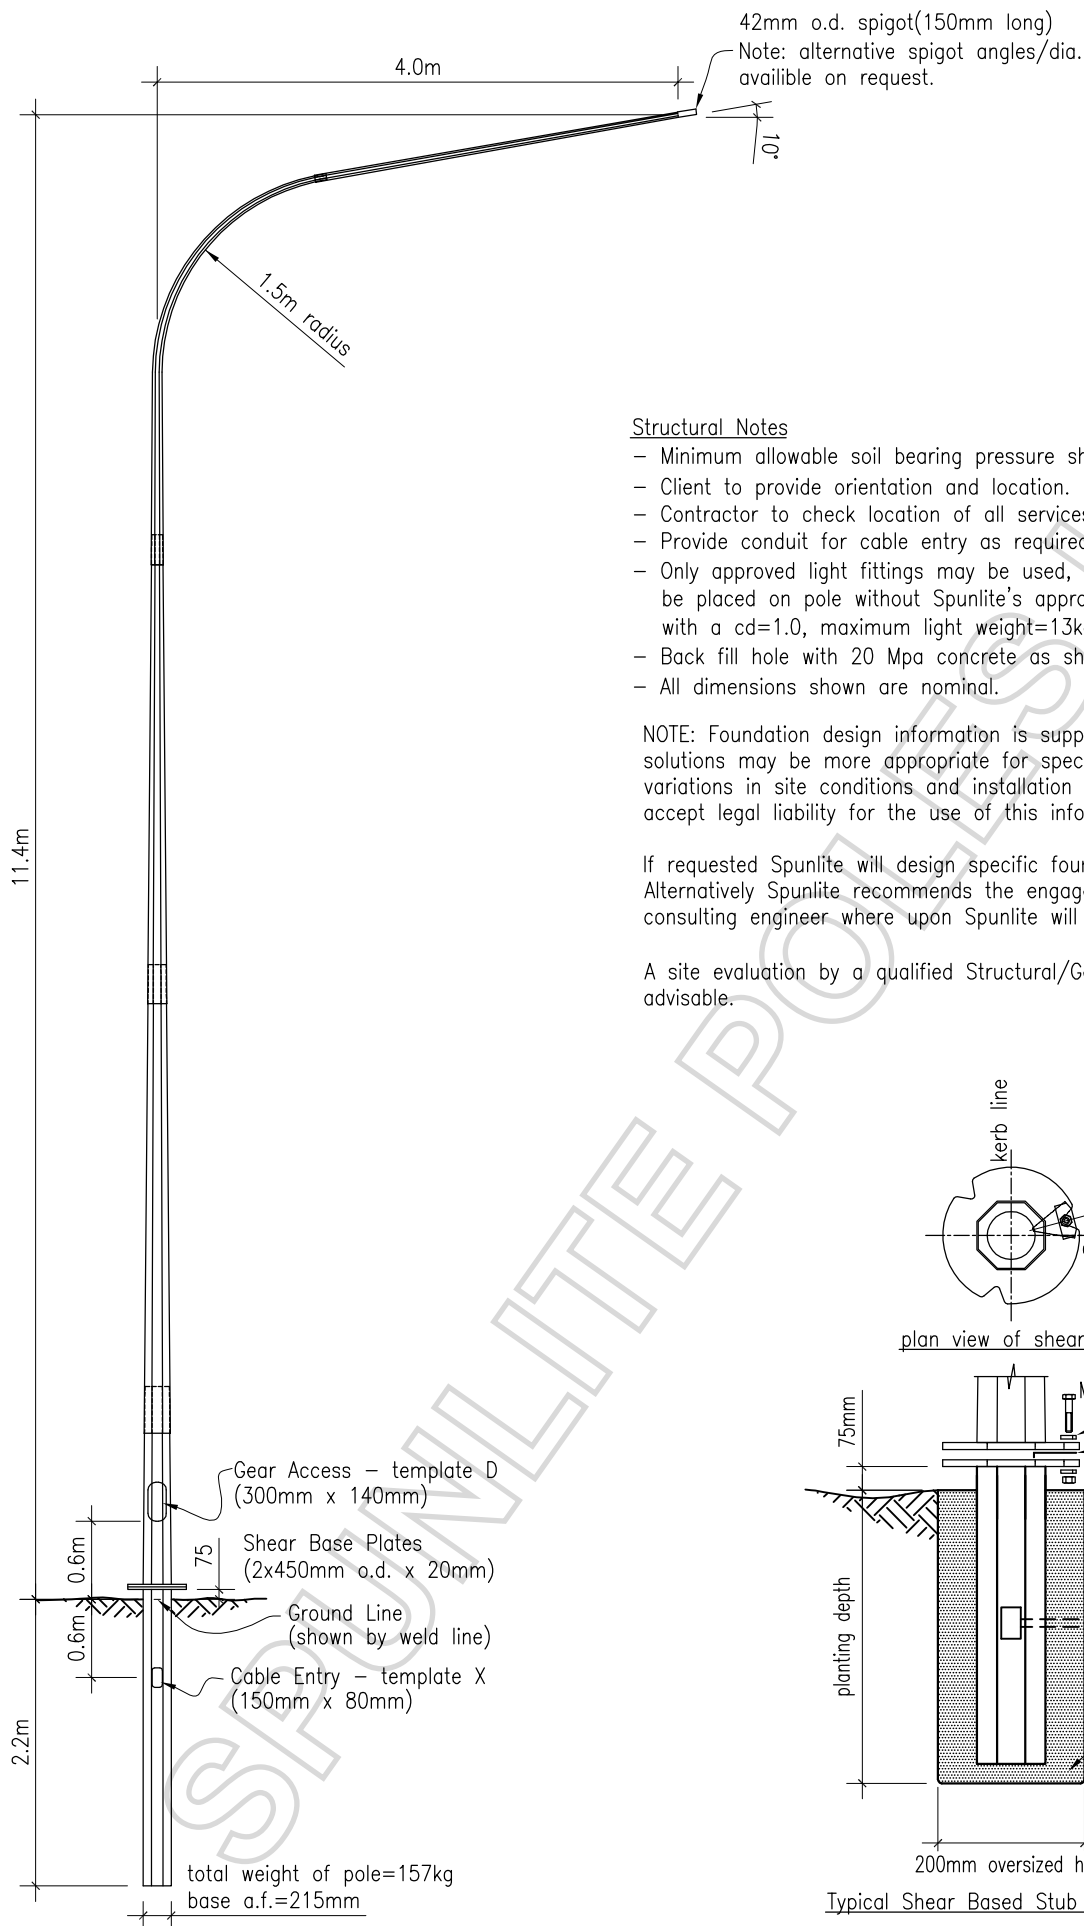 42mm o.d. spigot(150mm long)
Note: alternative spigot angles/dia.
availible on request.
4.0m
10°
1.5m radius
11.4m
Structural Notes
– Minimum allowable soil bearing pressure sh
– Client to provide orientation and location.
– Contractor to check location of all services
– Provide conduit for cable entry as required
– Only approved light fittings may be used,
be placed on pole without Spunlite's appro
with a cd=1.0, maximum light weight=13k
– Back fill hole with 20 Mpa concrete as sh
– All dimensions shown are nominal.
NOTE: Foundation design information is supp
solutions may be more appropriate for spec
variations in site conditions and installation
accept legal liability for the use of this info
If requested Spunlite will design specific four
Alternatively Spunlite recommends the engag
consulting engineer where upon Spunlite will
A site evaluation by a qualified Structural/G
advisable.
SPUNLITE POLES
kerb line
plan view of shear
75mm
planting depth
200mm oversized h
Typical Shear Based Stub
Gear Access – template D
(300mm x 140mm)
0.6m
75
Shear Base Plates
(2x450mm o.d. x 20mm)
Ground Line
(shown by weld line)
0.6m
Cable Entry – template X
(150mm x 80mm)
2.2m
total weight of pole=157kg
base a.f.=215mm